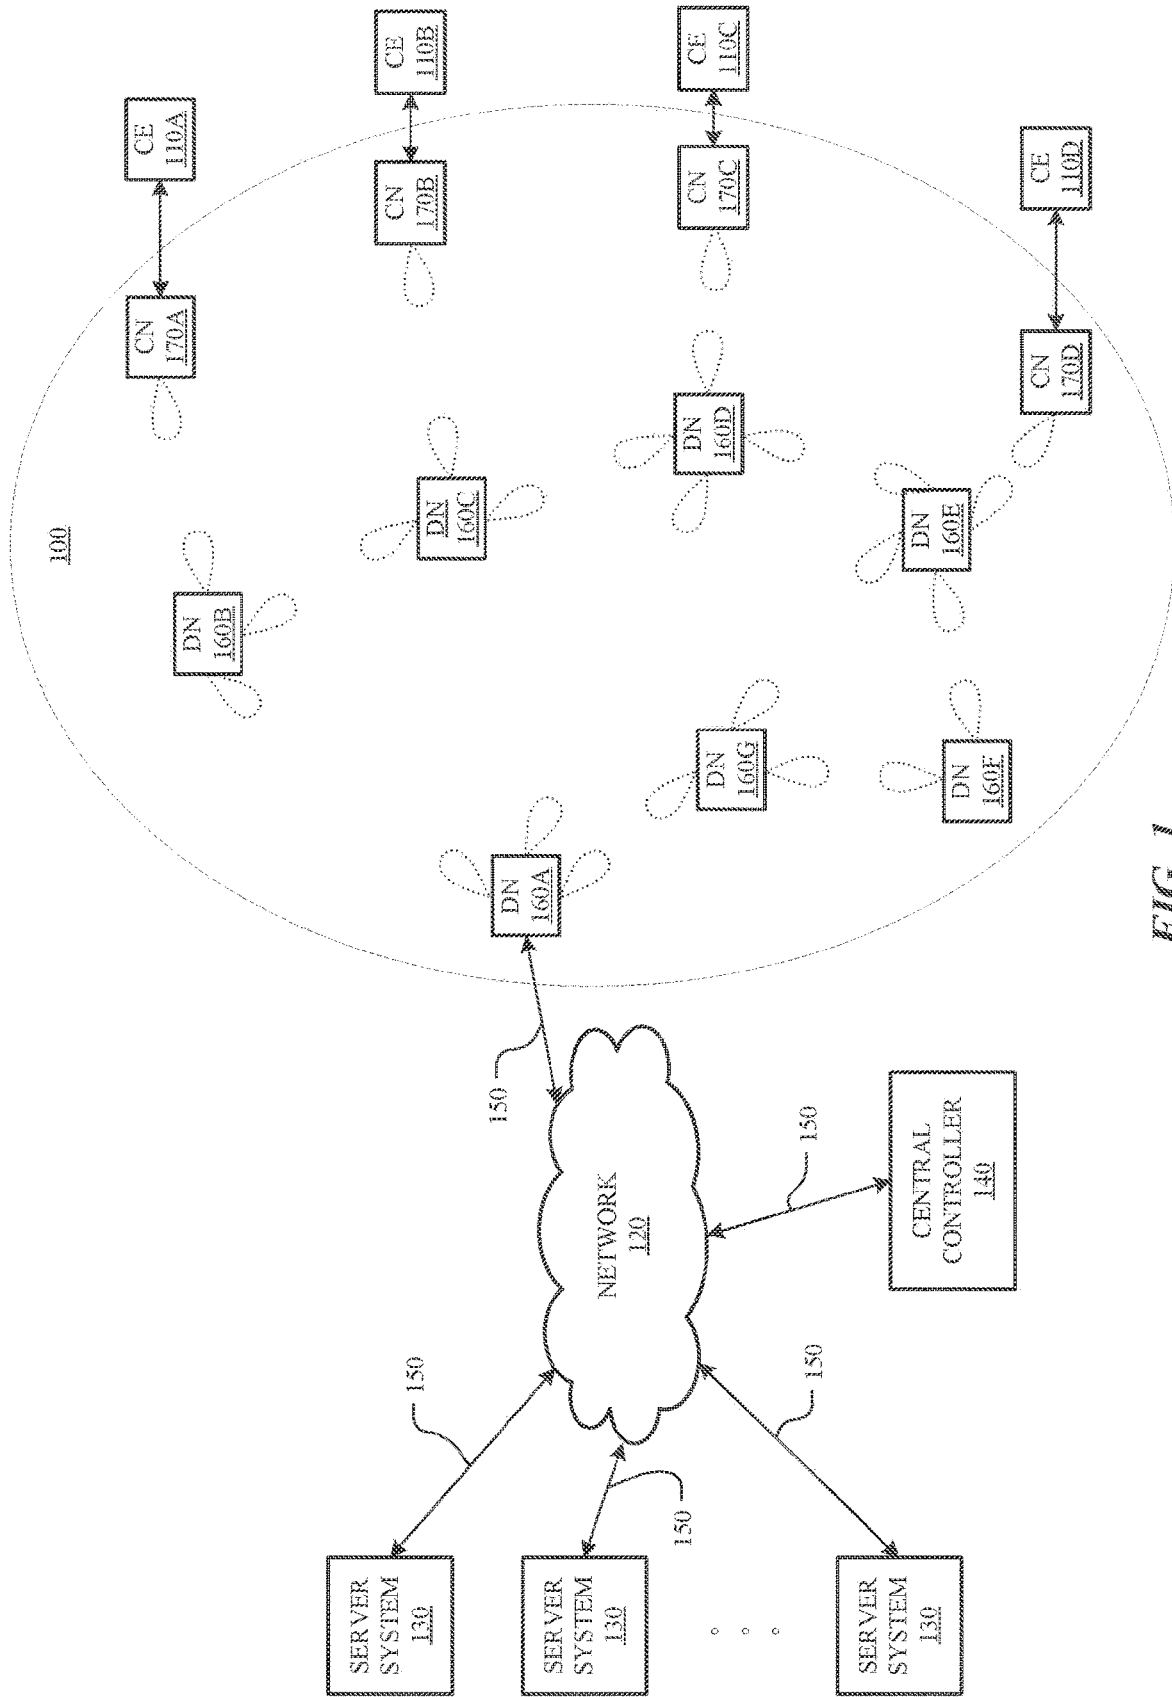 SERVER
SYSTEM
130
SERVER
SYSTEM
130
SERVER
SYSTEM
130
150
150
150
NETWORK
120
150
150
CENTRAL
CONTROLLER
140
100
DN
160A
DN
160B
DN
160C
DN
160D
DN
160E
DN
160F
DN
160G
CN
170A
CN
170B
CN
170C
CN
170D
CE
110A
CE
110B
CE
110C
CE
110D
FIG. 1